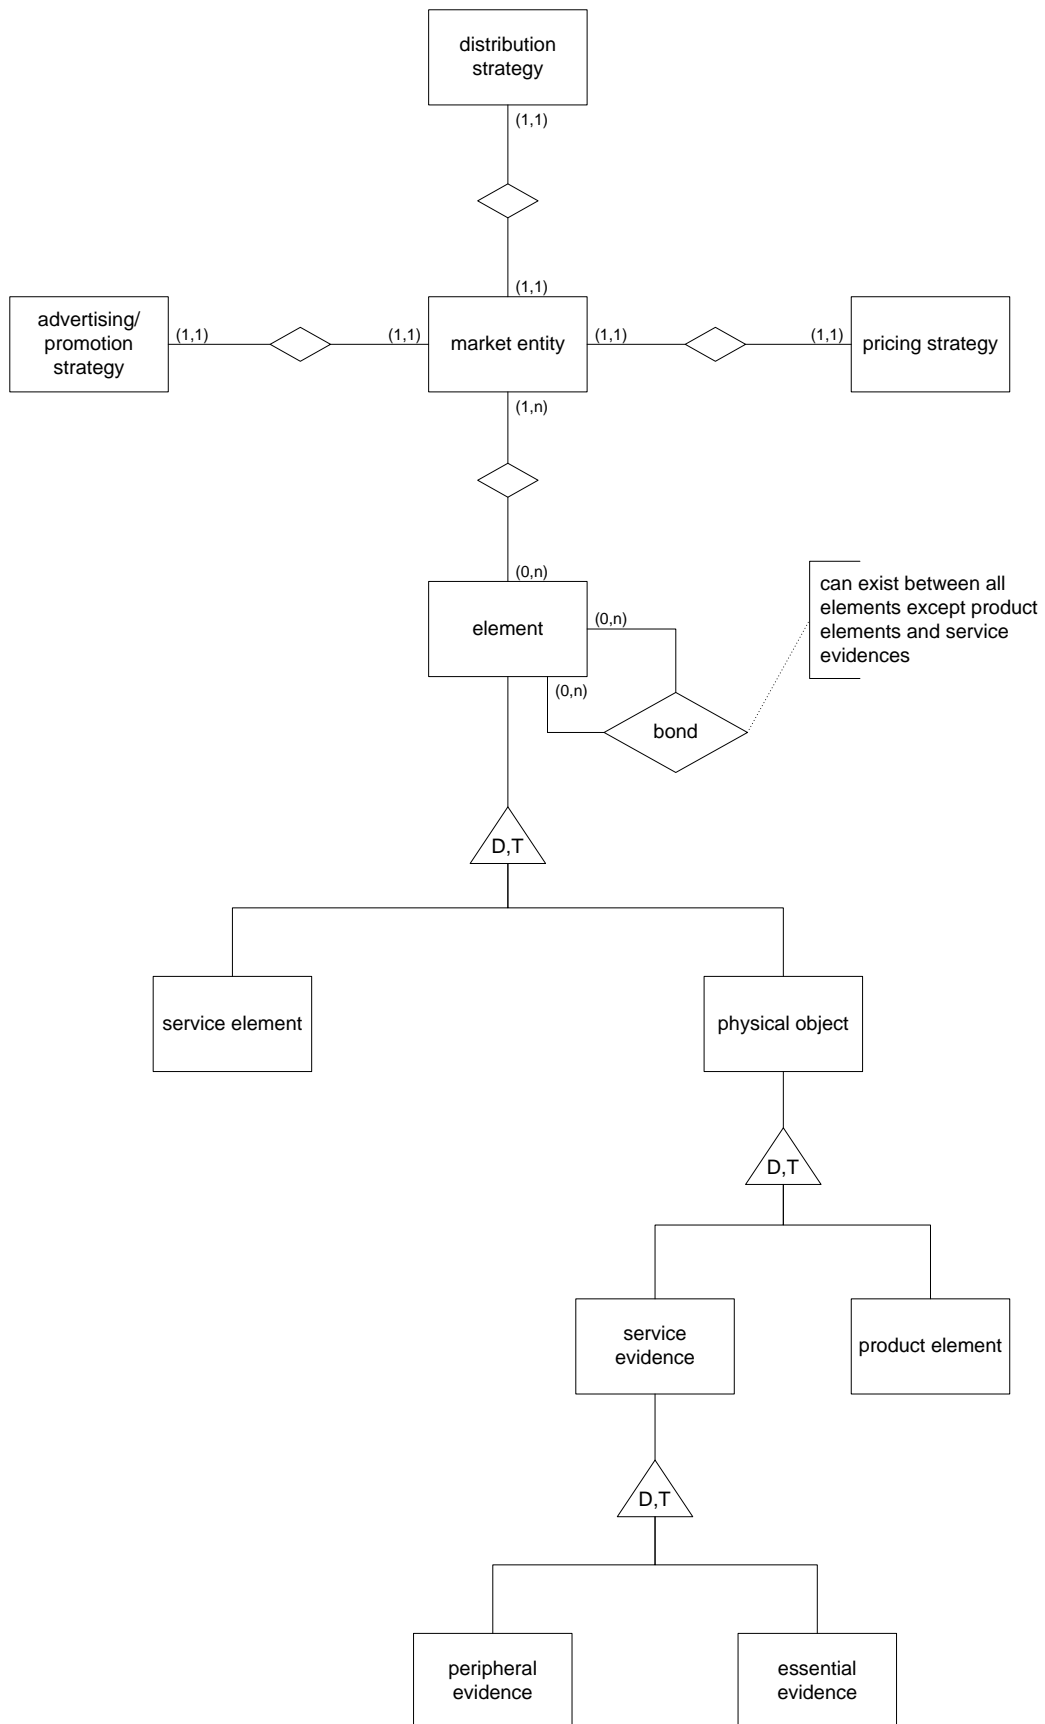 distribution
strategy
(1,1)
(1,1)
advertising/
promotion
strategy
(1,1)
(1,1)
market entity
(1,1)
(1,1)
pricing strategy
(1,n)
(0,n)
element
(0,n)
(0,n)
bond
can exist between all
elements except product
elements and service
evidences
D,T
service element
physical object
D,T
service
evidence
product element
D,T
peripheral
evidence
essential
evidence